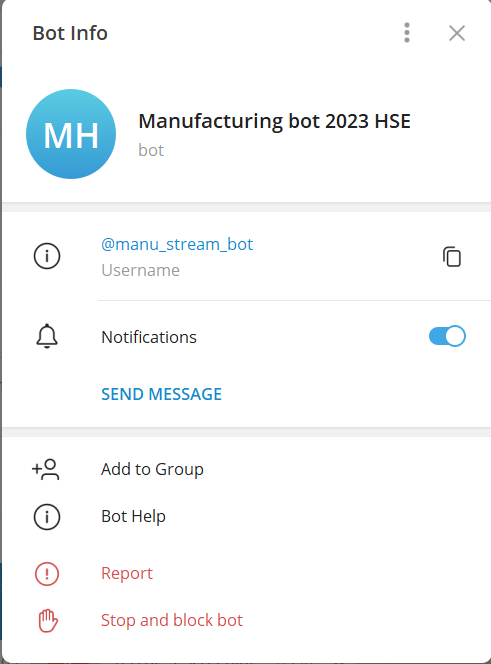 Bot Info
MH
Manufacturing bot 2023 HSE
bot
@manu_stream_bot
Username
Notifications
SEND MESSAGE
Add to Group
Bot Help
Report
Stop and block bot